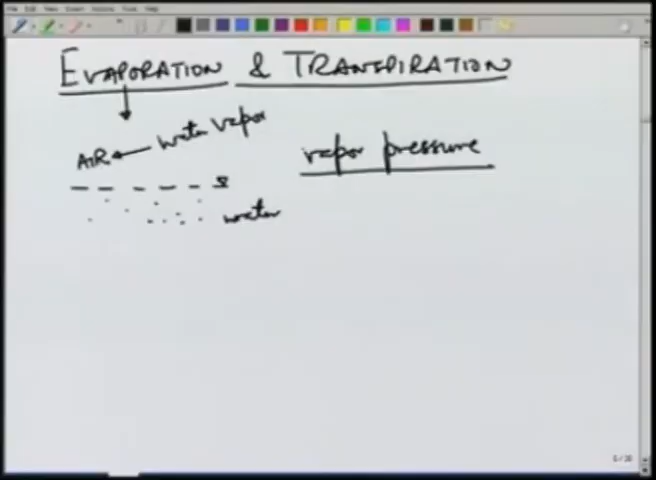 EVAPORATION & TRANSPIRATION
AIR ← water vapor
vapor pressure
water